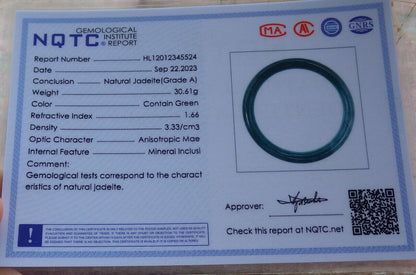 NQTC
GEMOLOGICAL
INSTITUTE
® REPORT
MA
GNBS
Report Number HL12012345524
Date Sep 22.2023
Conclusion Natural Jadeite(Grade A)
Weight 30.61g
Color Contain Green
Refractive Index 1.66
Density 3.33/cm3
Optic Character Anisotropic Mae
Internal Feature Mineral Inclusi
Comment:
Gemological tests correspond to the charact
eristics of natural jadeite.
Approver:
Check this report at NQTC.net